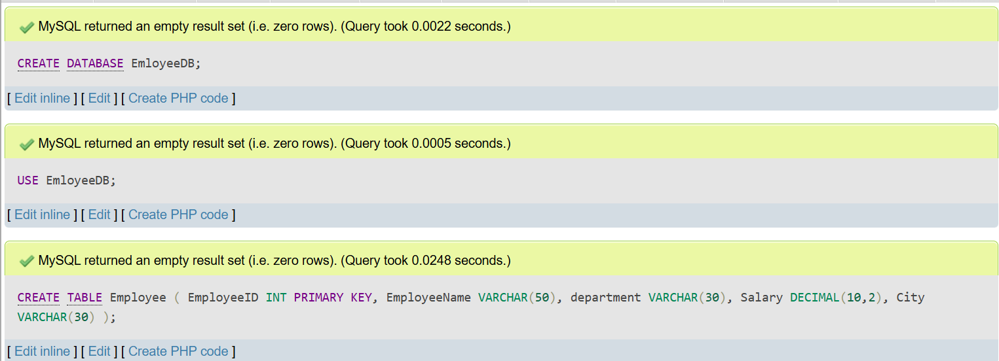 MySQL returned an empty result set (i.e. zero rows). (Query took 0.0022 seconds.)
CREATE DATABASE EmloyeeDB;
[ Edit inline ] [ Edit ] [ Create PHP code ]
MySQL returned an empty result set (i.e. zero rows). (Query took 0.0005 seconds.)
USE EmloyeeDB;
[ Edit inline ] [ Edit ] [ Create PHP code ]
MySQL returned an empty result set (i.e. zero rows). (Query took 0.0248 seconds.)
CREATE TABLE Employee ( EmployeeID INT PRIMARY KEY, EmployeeName VARCHAR(50), department VARCHAR(30), Salary DECIMAL(10,2), City
VARCHAR(30) );
[ Edit inline ] [ Edit ] [ Create PHP code ]